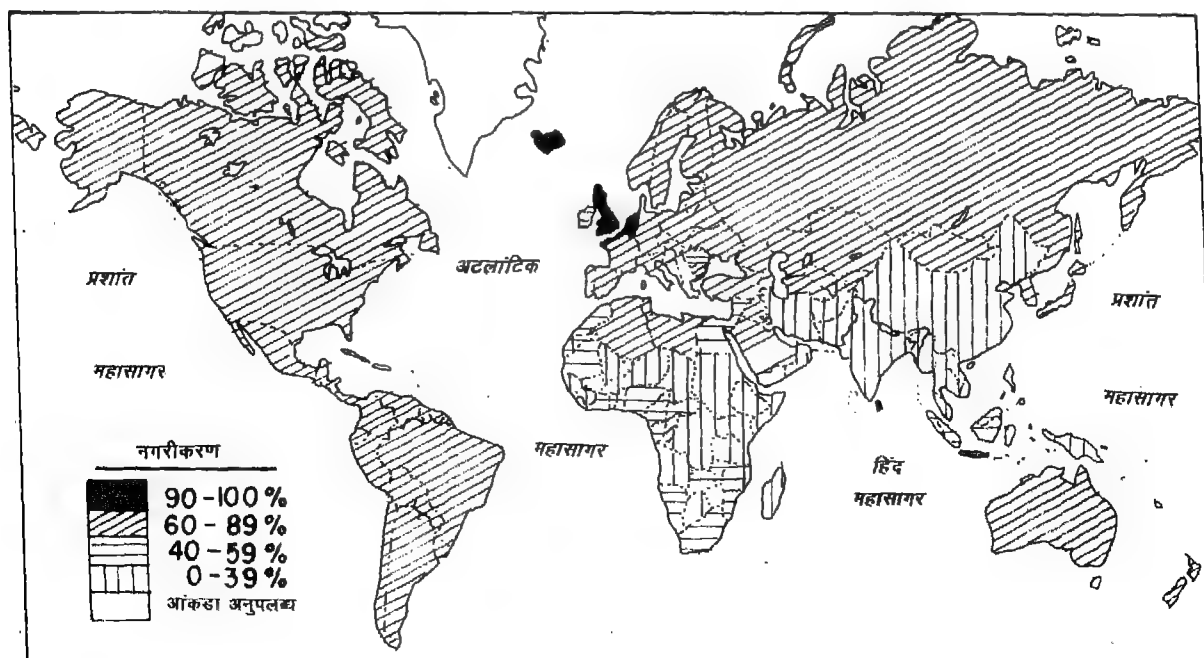 प्रशांत
महासागर
अटलांटिक
महासागर
हिंद
महासागर
प्रशांत
महासागर
नगरीकरण
90-100%
60-89%
40-59%
0-39%
आंकडा अनुपलब्ध